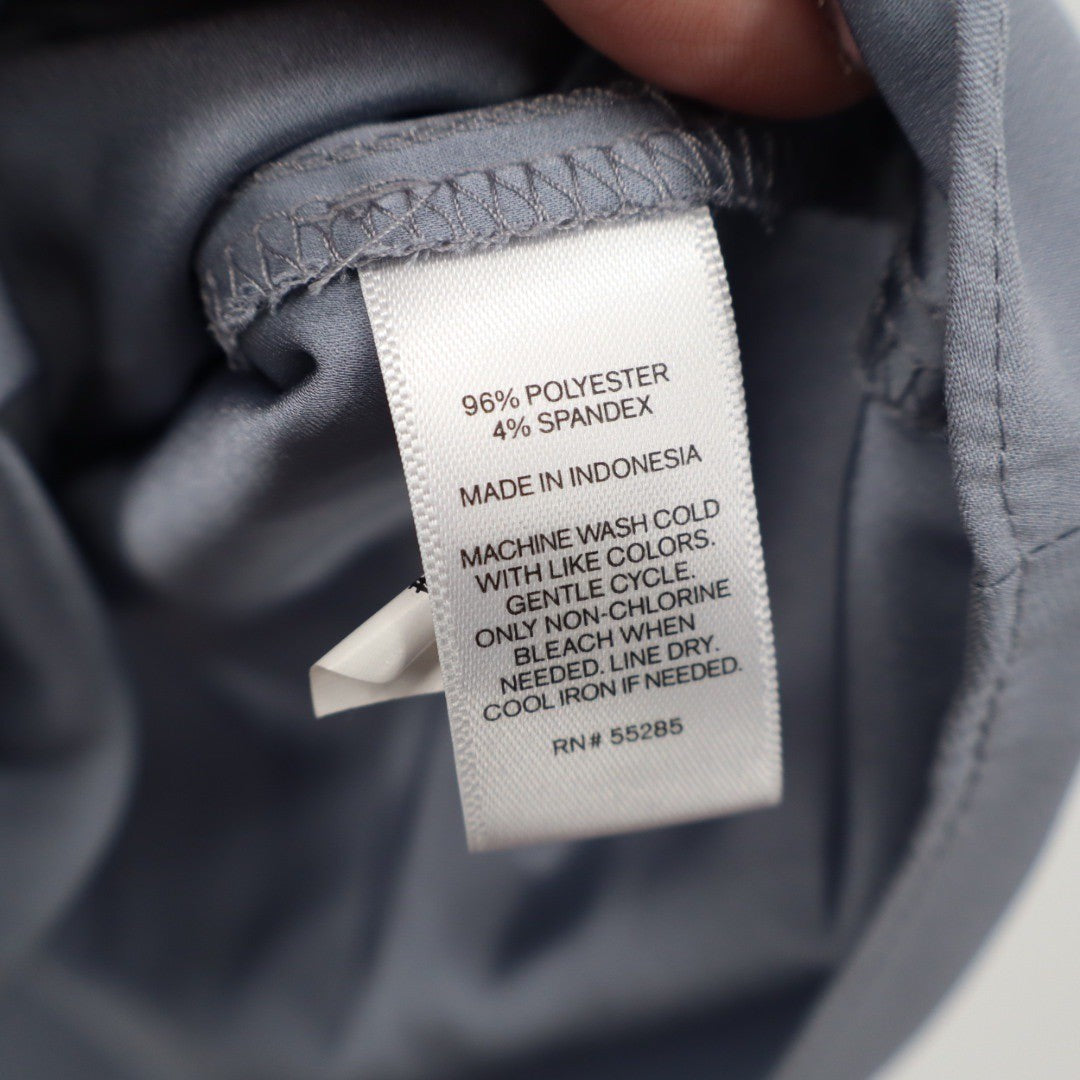 96% POLYESTER
4% SPANDEX
MADE IN INDONESIA
MACHINE WASH COLD
WITH LIKE COLORS.
GENTLE CYCLE.
ONLY NON-CHLORINE
BLEACH WHEN
NEEDED. LINE DRY.
COOL IRON IF NEEDED.
RN# 55285